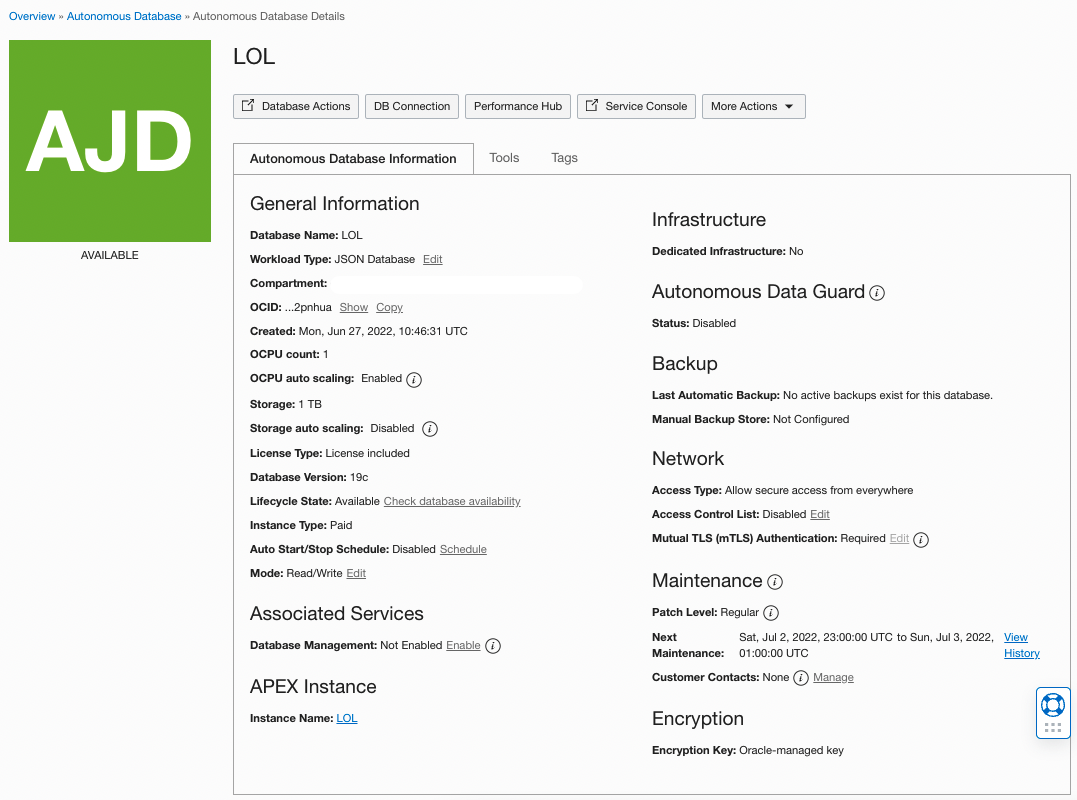 Overview » Autonomous Database » Autonomous Database Details
AJD
AVAILABLE
LOL
Database Actions
DB Connection
Performance Hub
Service Console
More Actions
Autonomous Database Information
Tools
Tags
General Information
Database Name: LOL
Workload Type: JSON Database Edit
Compartment:
OCID: ...2pnhua Show Copy
Created: Mon, Jun 27, 2022, 10:46:31 UTC
OCPU count: 1
OCPU auto scaling: Enabled i
Storage: 1 TB
Storage auto scaling: Disabled i
License Type: License included
Database Version: 19c
Lifecycle State: Available Check database availability
Instance Type: Paid
Auto Start/Stop Schedule: Disabled Schedule
Mode: Read/Write Edit
Associated Services
Database Management: Not Enabled Enable i
APEX Instance
Instance Name: LOL
Infrastructure
Dedicated Infrastructure: No
Autonomous Data Guard i
Status: Disabled
Backup
Last Automatic Backup: No active backups exist for this database.
Manual Backup Store: Not Configured
Network
Access Type: Allow secure access from everywhere
Access Control List: Disabled Edit
Mutual TLS (mTLS) Authentication: Required Edit i
Maintenance i
Patch Level: Regular i
Next Maintenance: Sat, Jul 2, 2022, 23:00:00 UTC to Sun, Jul 3, 2022, 01:00:00 UTC View History
Customer Contacts: None i Manage
Encryption
Encryption Key: Oracle-managed key